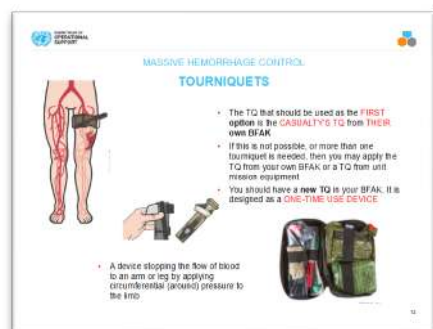 OPERATIONAL
SUPPORT
MASSIVE HEMORRHAGE CONTROL
TOURNIQUETS
• The TQ that should be used as the FIRST
option is the CASUALTY'S TQ from THEIR
own BFAK
• If this is not possible, or more than one
tourniquet is needed, then you may apply the
TQ from your own BFAK or a TQ from unit
mission equipment
• You should have a new TQ in your BFAK. It is
designed as a ONE-TIME USE DEVICE
• A device stopping the flow of blood
to an arm or leg by applying
circumferential (around) pressure to
the limb